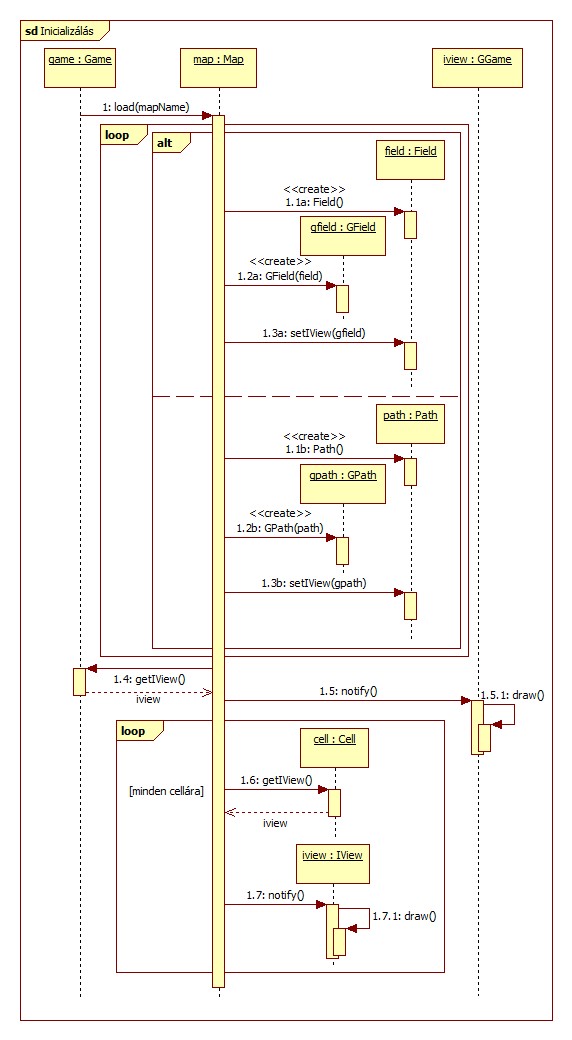 sd Inicializálás
game : Game
map : Map
iview : GGame
1: load(mapName)
loop
alt
field : Field
<<create>>
1.1a: Field()
gfield : GField
<<create>>
1.2a: GField(field)
1.3a: setIView(gfield)
path : Path
<<create>>
1.1b: Path()
gpath : GPath
<<create>>
1.2b: GPath(path)
1.3b: setIView(gpath)
1.4: getIView()
iview
1.5: notify()
1.5.1: draw()
loop
cell : Cell
[minden cellára]
1.6: getIView()
iview
iview : IView
1.7: notify()
1.7.1: draw()